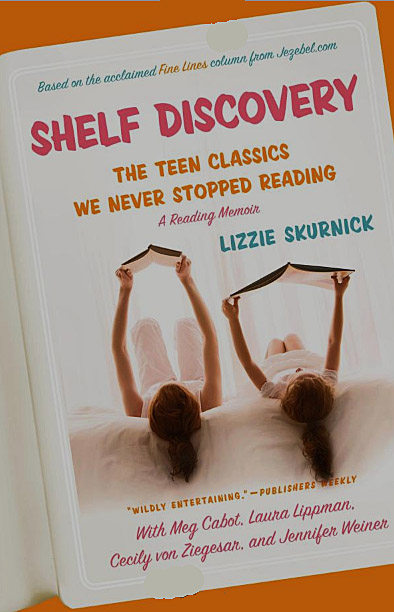 Based on the acclaimed Fine Lines column from Jezebel.com
SHELF DISCOVERY
THE TEEN CLASSICS
WE NEVER STOPPED READING
A Reading Memoir
LIZZIE SKURNICK
"WILDLY ENTERTAINING."—PUBLISHERS WEEKLY
With Meg Cabot, Laura Lippman,
Cecily von Ziegesar, and Jennifer Weiner